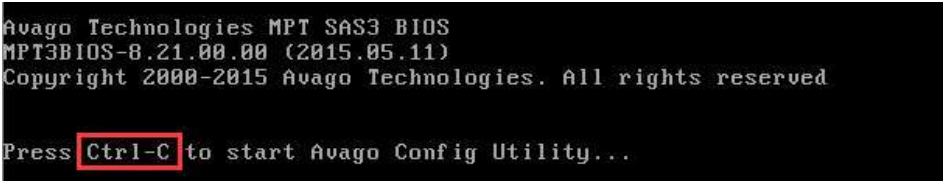 Avago Technologies MPT SAS3 BIOS
MPT3BIOS-8.21.00.00 (2015.05.11)
Copyright 2000-2015 Avago Technologies. All rights reserved
Press Ctrl-C to start Avago Config Utility...